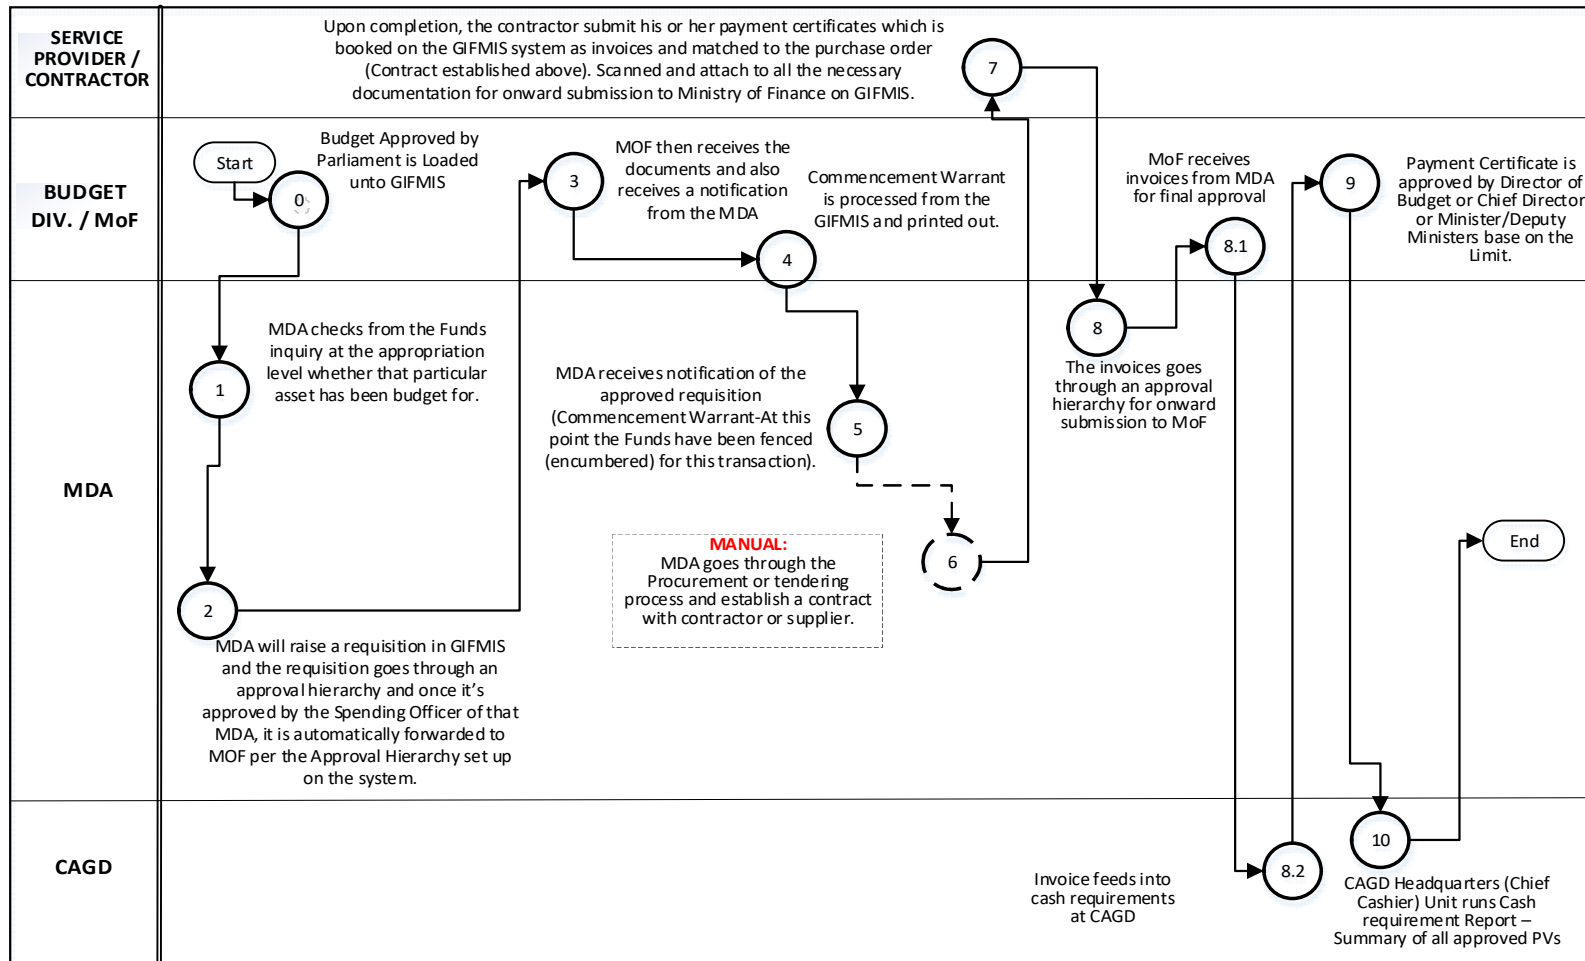 SERVICE
PROVIDER /
CONTRACTOR
Upon completion, the contractor submit his or her payment certificates which is
booked on the GIFMIS system as invoices and matched to the purchase order
(Contract established above). Scanned and attach to all the necessary
documentation for onward submission to Ministry of Finance on GIFMIS.
7
BUDGET
DIV. / MoF
Start
0
Budget Approved by
Parliament is Loaded
unto GIFMIS
3
MOF then receives the
documents and also
receives a notification
from the MDA
4
Commencement Warrant
is processed from the
GIFMIS and printed out.
MoF receives
invoices from MDA
for final approval
8.1
9
Payment Certificate is
approved by Director of
Budget or Chief Director
or Minister/Deputy
Ministers base on the
Limit.
MDA
1
MDA checks from the Funds
inquiry at the appropriation
level whether that particular
asset has been budget for.
2
MDA will raise a requisition in GIFMIS
and the requisition goes through an
approval hierarchy and once it's
approved by the Spending Officer of that
MDA, it is automatically forwarded to
MOF per the Approval Hierarchy set up
on the system.
MDA receives notification of the
approved requisition
(Commencement Warrant-At this
point the Funds have been fenced
(encumbered) for this transaction).
5
MANUAL:
MDA goes through the
Procurement or tendering
process and establish a contract
with contractor or supplier.
6
8
The invoices goes
through an approval
hierarchy for onward
submission to MoF
End
CAGD
Invoice feeds into
cash requirements
at CAGD
8.2
10
CAGD Headquarters (Chief
Cashier) Unit runs Cash
requirement Report –
Summary of all approved PVs